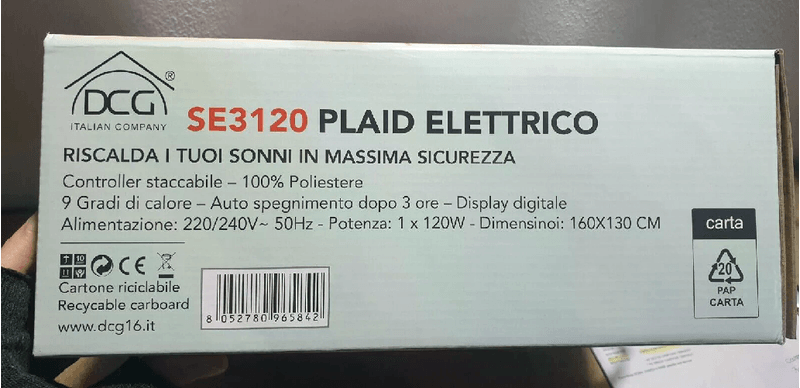 DCG®
ITALIAN COMPANY
SE3120 PLAID ELETTRICO
RISCALDA I TUOI SONNI IN MASSIMA SICUREZZA
Controller staccabile – 100% Poliestere
9 Gradi di calore – Auto spegnimento dopo 3 ore – Display digitale
Alimentazione: 220/240V~ 50Hz - Potenza: 1 x 120W - Dimensinoi: 160X130 CM
carta
20
PAP
CARTA
10
CE
Cartone riciclabile
Recycable carboard
www.dcg16.it
8 052780 965842